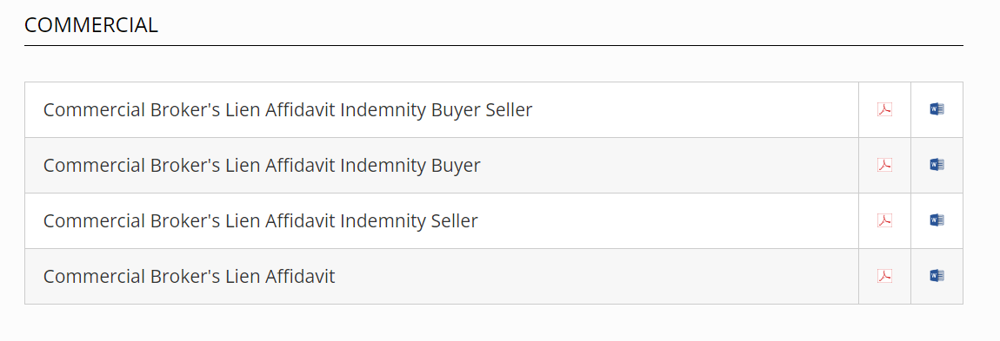 COMMERCIAL
Commercial Broker's Lien Affidavit Indemnity Buyer Seller
Commercial Broker's Lien Affidavit Indemnity Buyer
Commercial Broker's Lien Affidavit Indemnity Seller
Commercial Broker's Lien Affidavit